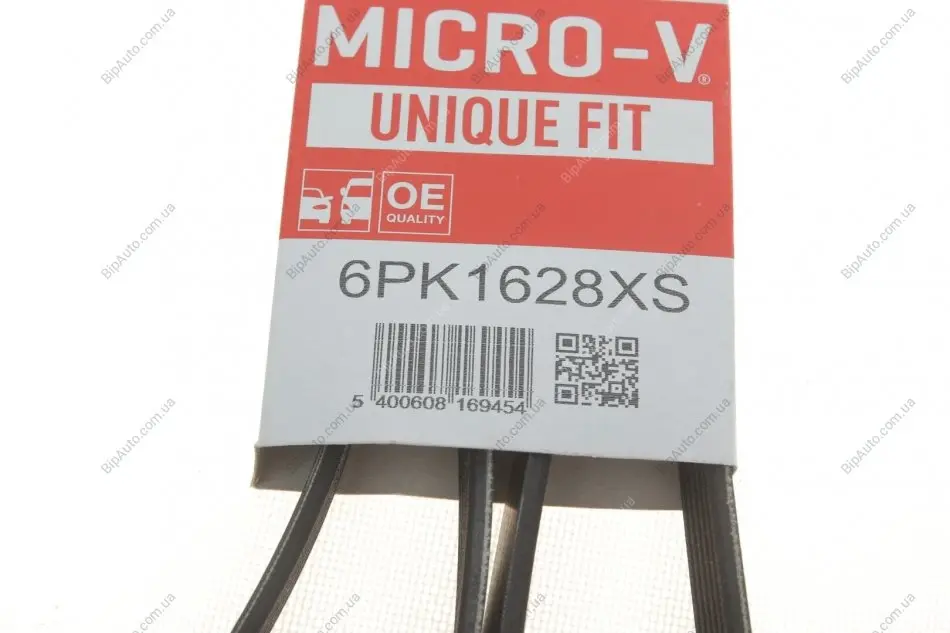 MICRO-V®
UNIQUE FIT
OE
QUALITY
6PK1628XS
5 400608 169454
BipAuto.com.ua